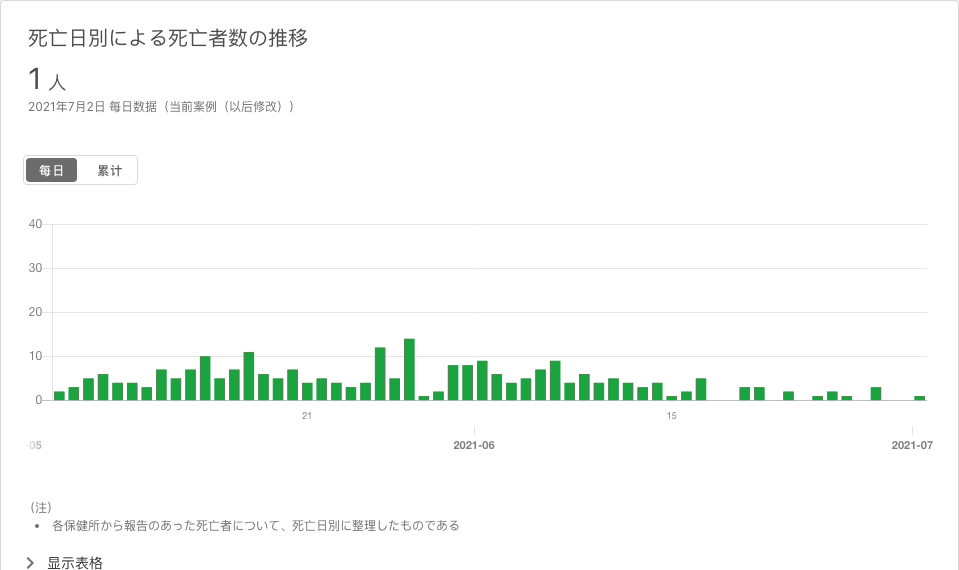 死亡日別による死亡者数の推移
1 人
2021年7月2日 每日数据（当前案例（以后修改））
每日 累计
40
30
20
10
0
21 15
-05 2021-06 2021-07
（注）
• 各保健所から報告のあった死亡者について、死亡日別に整理したものである
显示表格